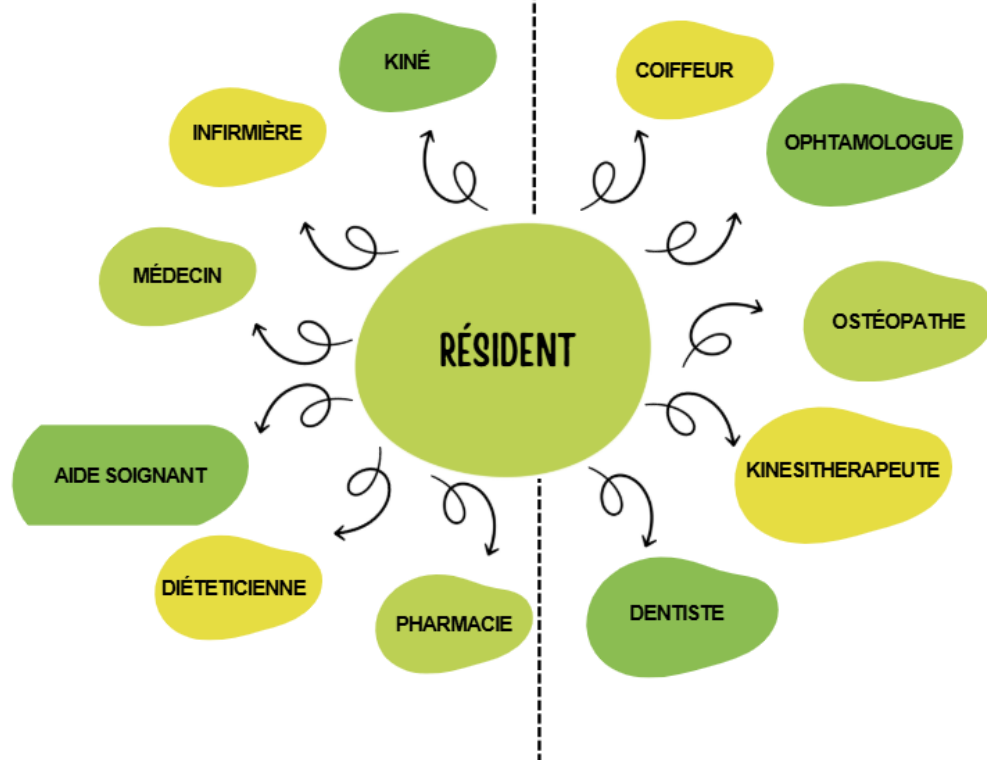 KINÉ
COIFFEUR
INFIRMIÈRE
OPHTAMOLOGUE
MÉDECIN
OSTÉOPATHE
RÉSIDENT
AIDE SOIGNANT
KINESITHERAPEUTE
DIÉTETICIENNE
PHARMACIE
DENTISTE